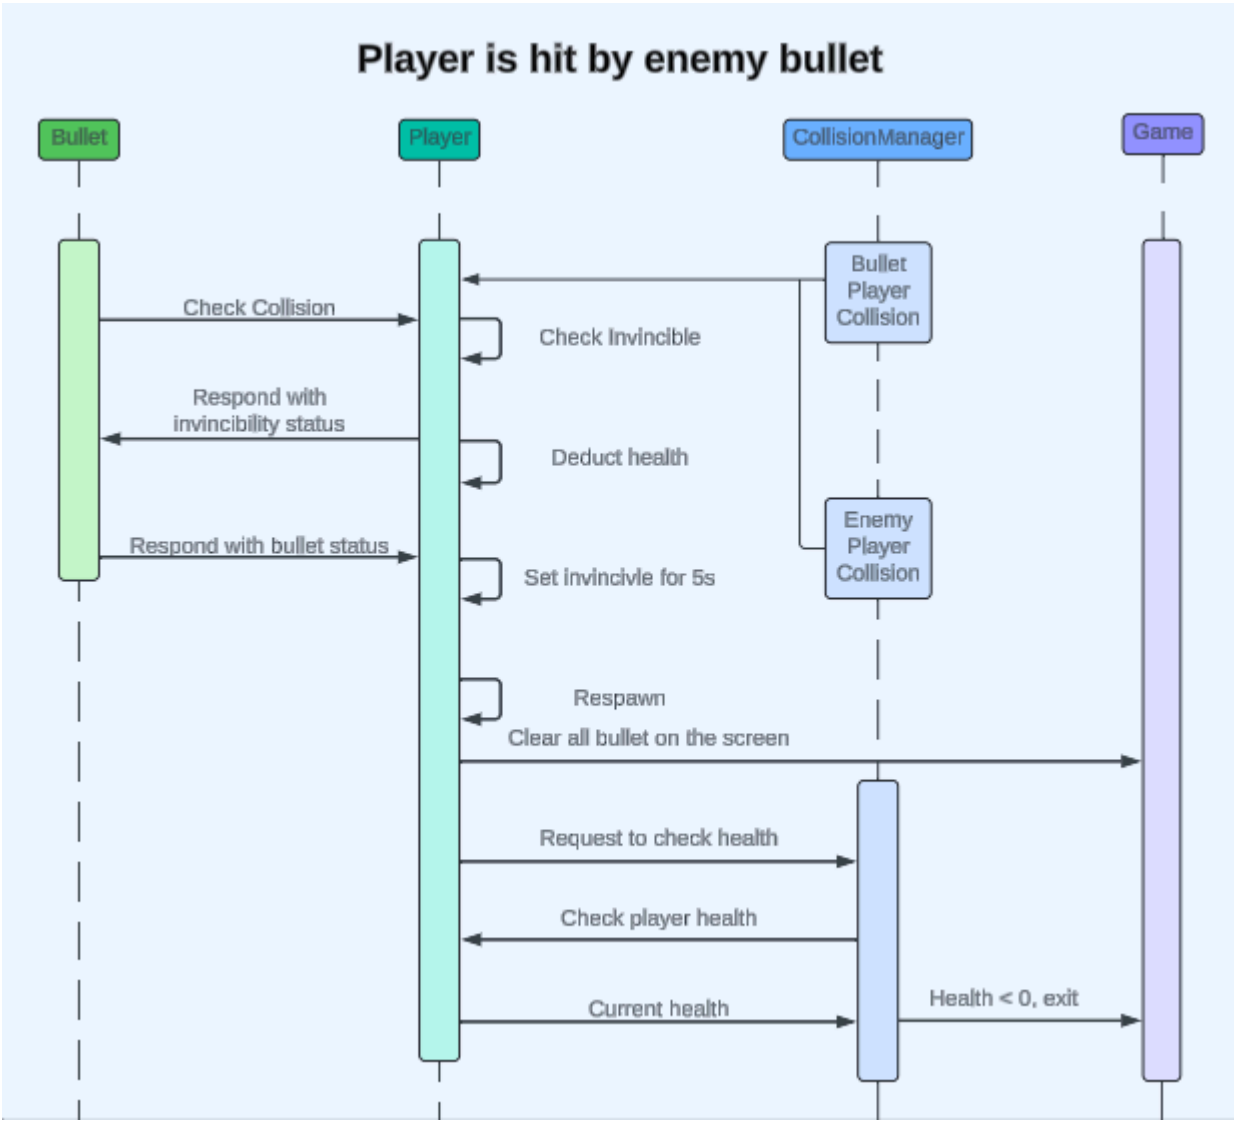 Player is hit by enemy bullet
Bullet
Player
CollisionManager
Game
Bullet
Player
Collision
Check Collision
Check Invincible
Respond with
invincibility status
Deduct health
Enemy
Player
Collision
Respond with bullet status
Set invincivle for 5s
Respawn
Clear all bullet on the screen
Request to check health
Check player health
Health < 0, exit
Current health